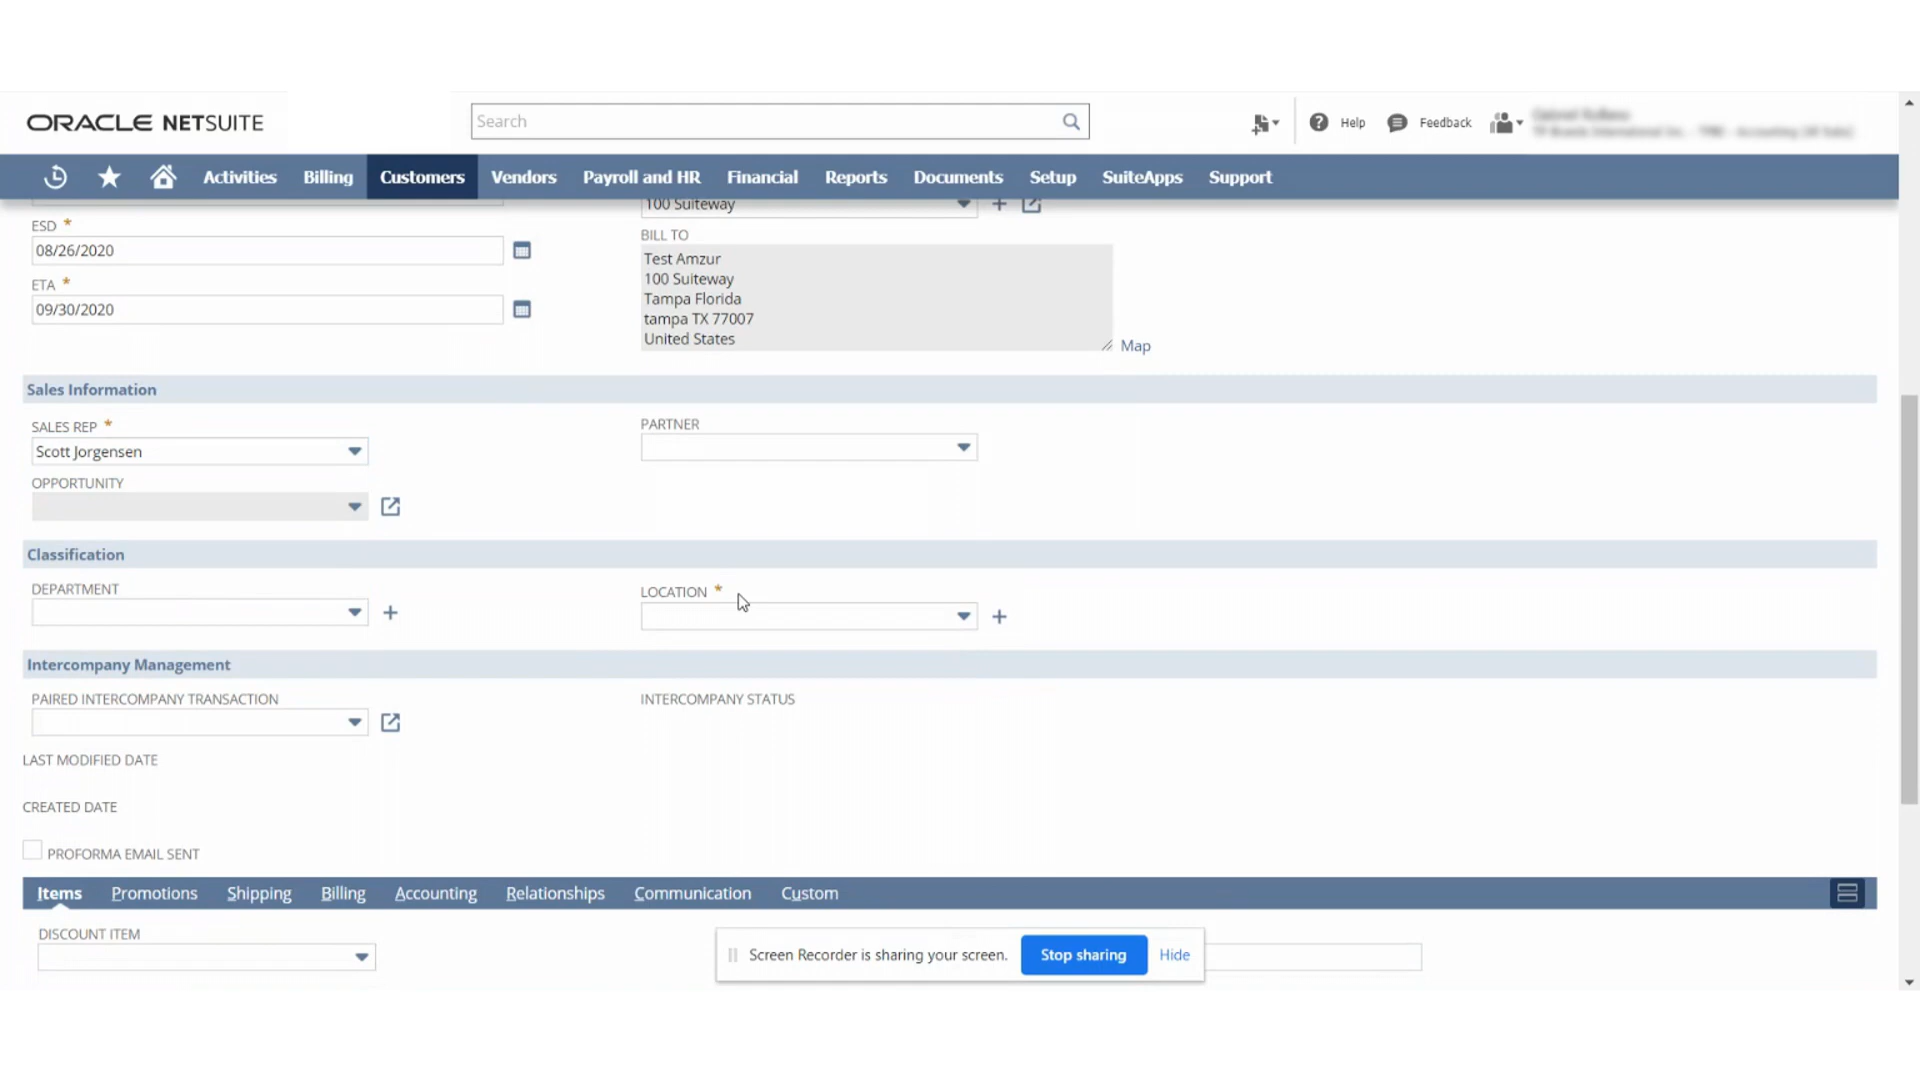 ORACLE NETSUITE
Search
Help
Feedback
Activities
Billing
Customers
Vendors
Payroll and HR
Financial
Reports
Documents
Setup
SuiteApps
Support
100 Suiteway
ESD *
08/26/2020
BILL TO
Test Amzur
100 Suiteway
Tampa Florida
tampa TX 77007
United States
Map
ETA *
09/30/2020
Sales Information
SALES REP *
Scott Jorgensen
PARTNER
OPPORTUNITY
Classification
DEPARTMENT
LOCATION *
Intercompany Management
PAIRED INTERCOMPANY TRANSACTION
INTERCOMPANY STATUS
LAST MODIFIED DATE
CREATED DATE
PROFORMA EMAIL SENT
Items
Promotions
Shipping
Billing
Accounting
Relationships
Communication
Custom
DISCOUNT ITEM
Screen Recorder is sharing your screen.
Stop sharing
Hide